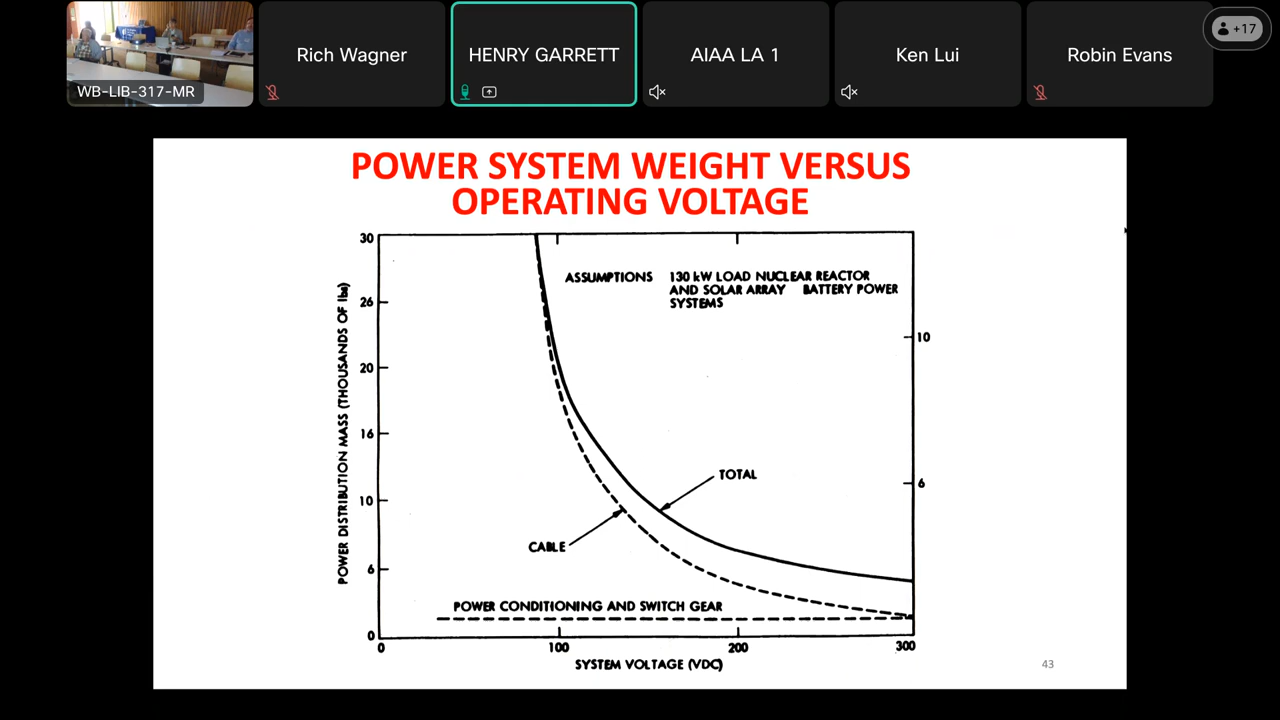 WB-LIB-317-MR
Rich Wagner
HENRY GARRETT
AIAA LA 1
Ken Lui
Robin Evans
+17
POWER SYSTEM WEIGHT VERSUS
OPERATING VOLTAGE
ASSUMPTIONS 130 kW LOAD NUCLEAR REACTOR
AND SOLAR ARRAY BATTERY POWER
SYSTEMS
POWER DISTRIBUTION MASS (THOUSANDS OF lbs)
30
26
20
16
10
6
0
10
6
TOTAL
CABLE
POWER CONDITIONING AND SWITCH GEAR
0
100
200
300
SYSTEM VOLTAGE (VDC)
43